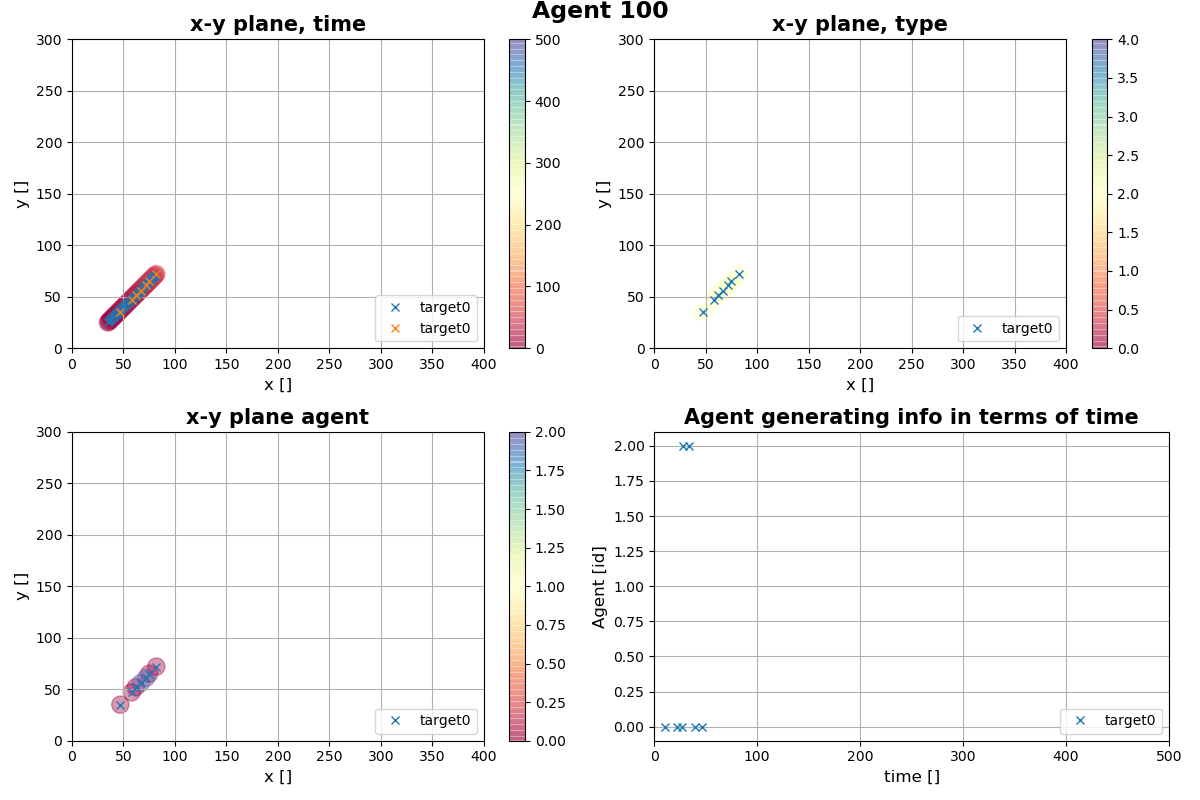 Agent 100
x-y plane, time
300
250
200
150
100
50
0
y []
0 50 100 150 200 250 300 350 400
x []
target0
target0
500
400
300
200
100
0
x-y plane, type
300
250
200
150
100
50
0
y []
0 50 100 150 200 250 300 350 400
x []
target0
4.0
3.5
3.0
2.5
2.0
1.5
1.0
0.5
0.0
x-y plane agent
300
250
200
150
100
50
0
y []
0 50 100 150 200 250 300 350 400
x []
target0
2.00
1.75
1.50
1.25
1.00
0.75
0.50
0.25
0.00
Agent generating info in terms of time
2.00
1.75
1.50
1.25
1.00
0.75
0.50
0.25
0.00
Agent [id]
0 100 200 300 400 500
time []
target0